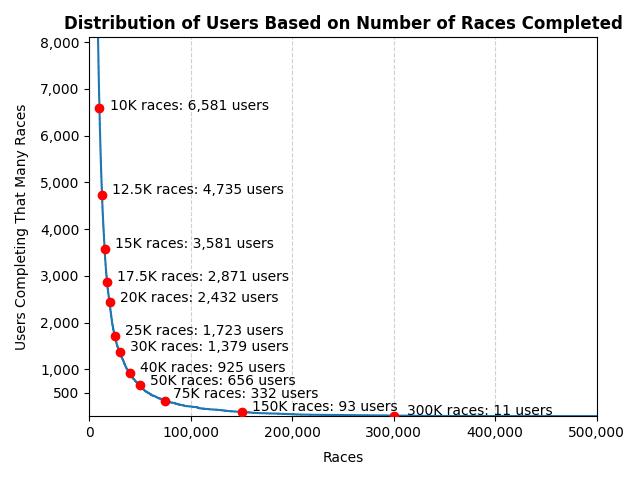 Distribution of Users Based on Number of Races Completed
Users Completing That Many Races
8,000
7,000
6,000
5,000
4,000
3,000
2,000
1,000
500
10K races: 6,581 users
12.5K races: 4,735 users
15K races: 3,581 users
17.5K races: 2,871 users
20K races: 2,432 users
25K races: 1,723 users
30K races: 1,379 users
40K races: 925 users
50K races: 656 users
75K races: 332 users
150K races: 93 users
300K races: 11 users
0
100,000
200,000
300,000
400,000
500,000
Races